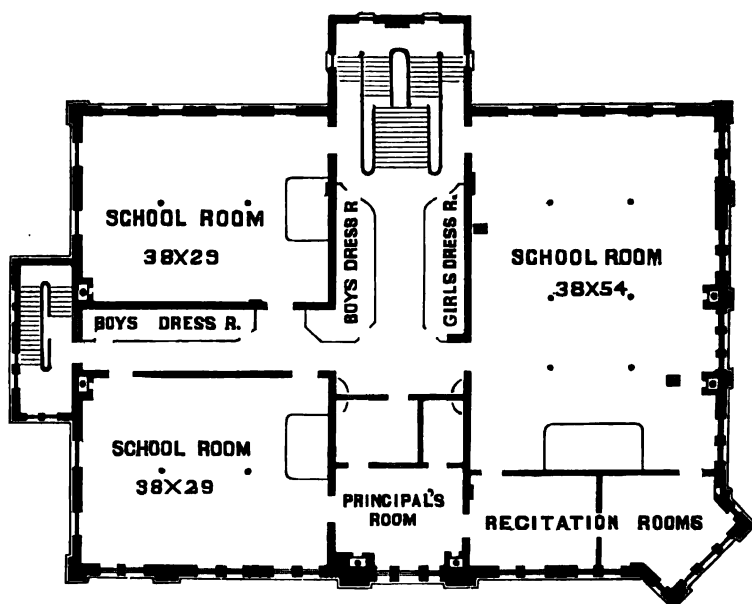 SCHOOL ROOM
38X29
BOYS DRESS R
GIRLS DRESS R.
SCHOOL ROOM
38X54
BOYS DRESS R.
SCHOOL ROOM
38X29
PRINCIPAL'S
ROOM
RECITATION ROOMS